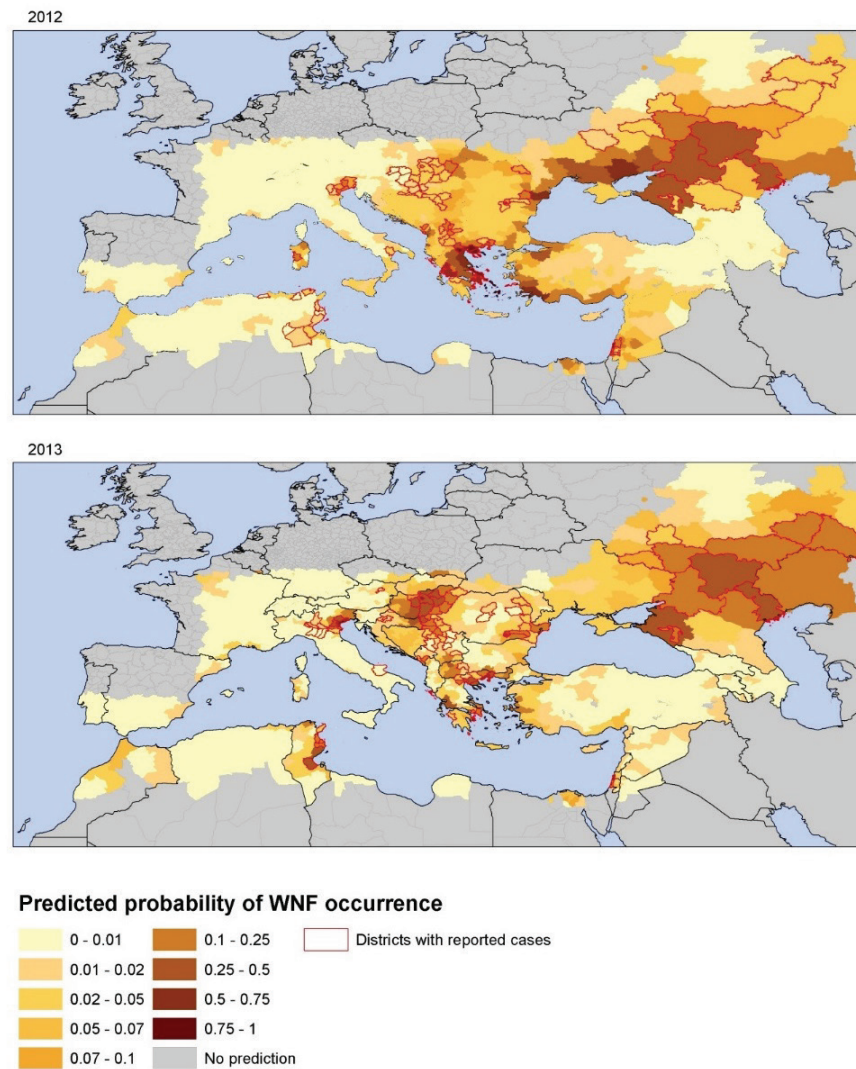 2012
2013
Predicted probability of WNF occurrence
0 - 0.01
0.01 - 0.02
0.02 - 0.05
0.05 - 0.07
0.07 - 0.1
0.1 - 0.25
0.25 - 0.5
0.5 - 0.75
0.75 - 1
No prediction
Districts with reported cases